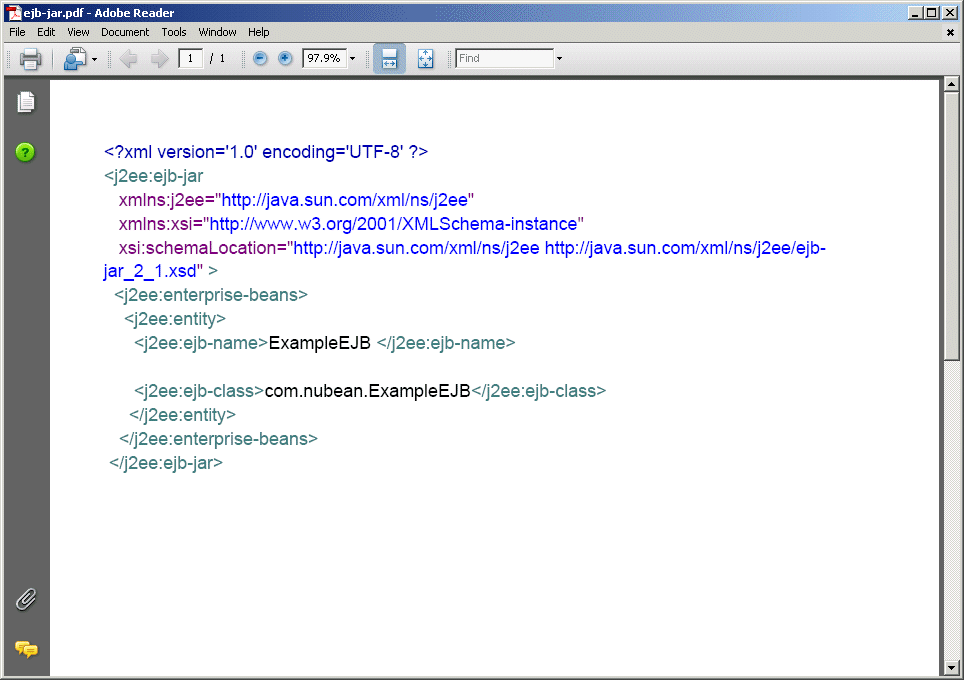 ejb-jar.pdf - Adobe Reader
File Edit View Document Tools Window Help
1 / 1 97.9% Find
<?xml version='1.0' encoding='UTF-8' ?>
<j2ee:ejb-jar
xmlns:j2ee="http://java.sun.com/xml/ns/j2ee"
xmlns:xsi="http://www.w3.org/2001/XMLSchema-instance"
xsi:schemaLocation="http://java.sun.com/xml/ns/j2ee http://java.sun.com/xml/ns/j2ee/ejb-
jar_2_1.xsd" >
<j2ee:enterprise-beans>
<j2ee:entity>
<j2ee:ejb-name>ExampleEJB </j2ee:ejb-name>
<j2ee:ejb-class>com.nubean.ExampleEJB</j2ee:ejb-class>
</j2ee:entity>
</j2ee:enterprise-beans>
</j2ee:ejb-jar>